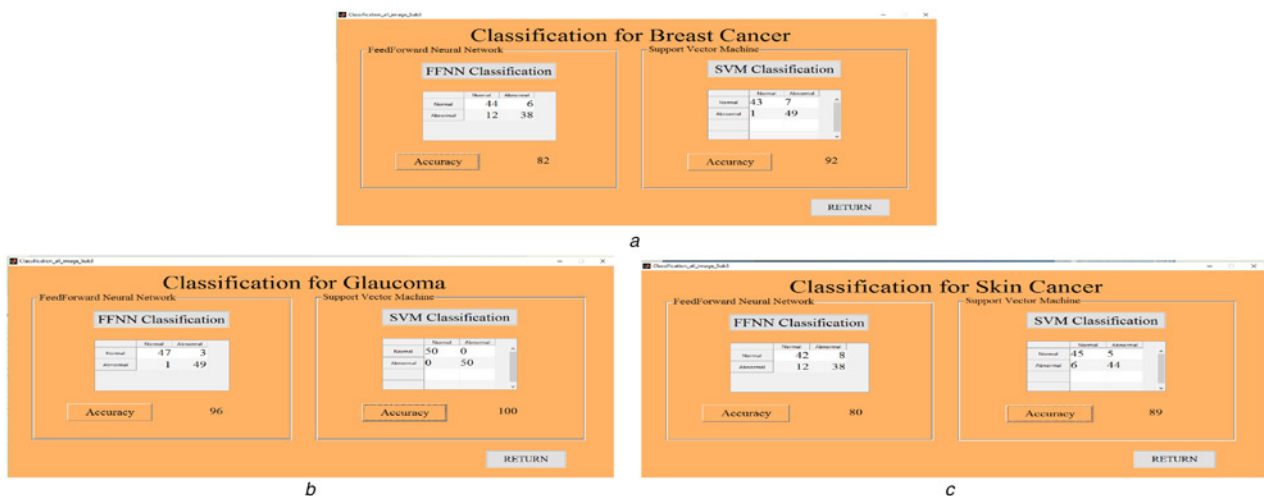 Classification_all_image_Sub3
Classification for Breast Cancer
FeedForward Neural Network
FFNN Classification
Normal Abnormal
Normal 44 6
Abnormal 12 38
Accuracy 82
Support Vector Machine
SVM Classification
Normal Abnormal
Normal 43 7
Abnormal 1 49
Accuracy 92
RETURN
a
Classification_all_image_Sub3
Classification for Glaucoma
FeedForward Neural Network
FFNN Classification
Normal Abnormal
Normal 47 3
Abnormal 1 49
Accuracy 96
Support Vector Machine
SVM Classification
Normal Abnormal
Normal 50 0
Abnormal 0 50
Accuracy 100
RETURN
b
Classification_all_image_Sub3
Classification for Skin Cancer
FeedForward Neural Network
FFNN Classification
Normal Abnormal
Normal 42 8
Abnormal 12 38
Accuracy 80
Support Vector Machine
SVM Classification
Normal Abnormal
Normal 45 5
Abnormal 6 44
Accuracy 89
RETURN
c